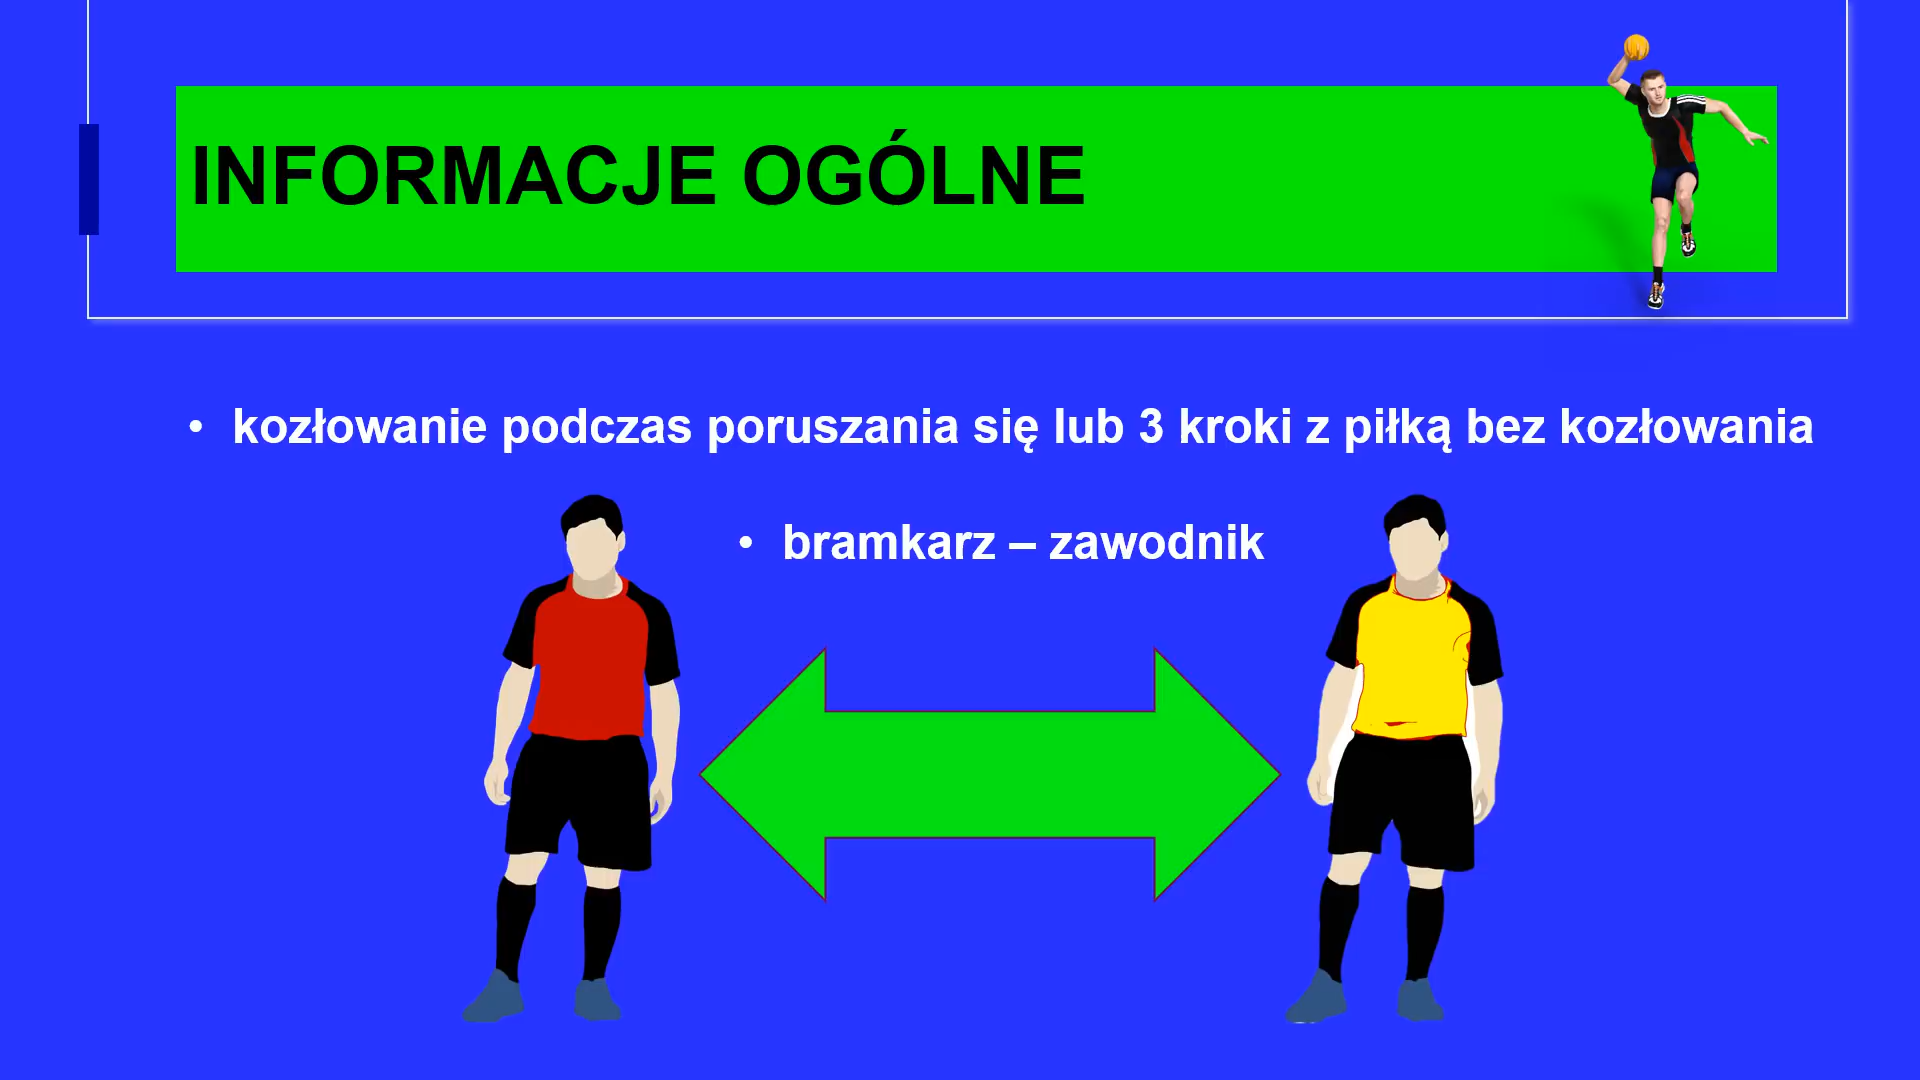 INFORMACJE OGÓLNE
• kozłowanie podczas poruszania się lub 3 kroki z piłką bez kozłowania
• bramkarz – zawodnik